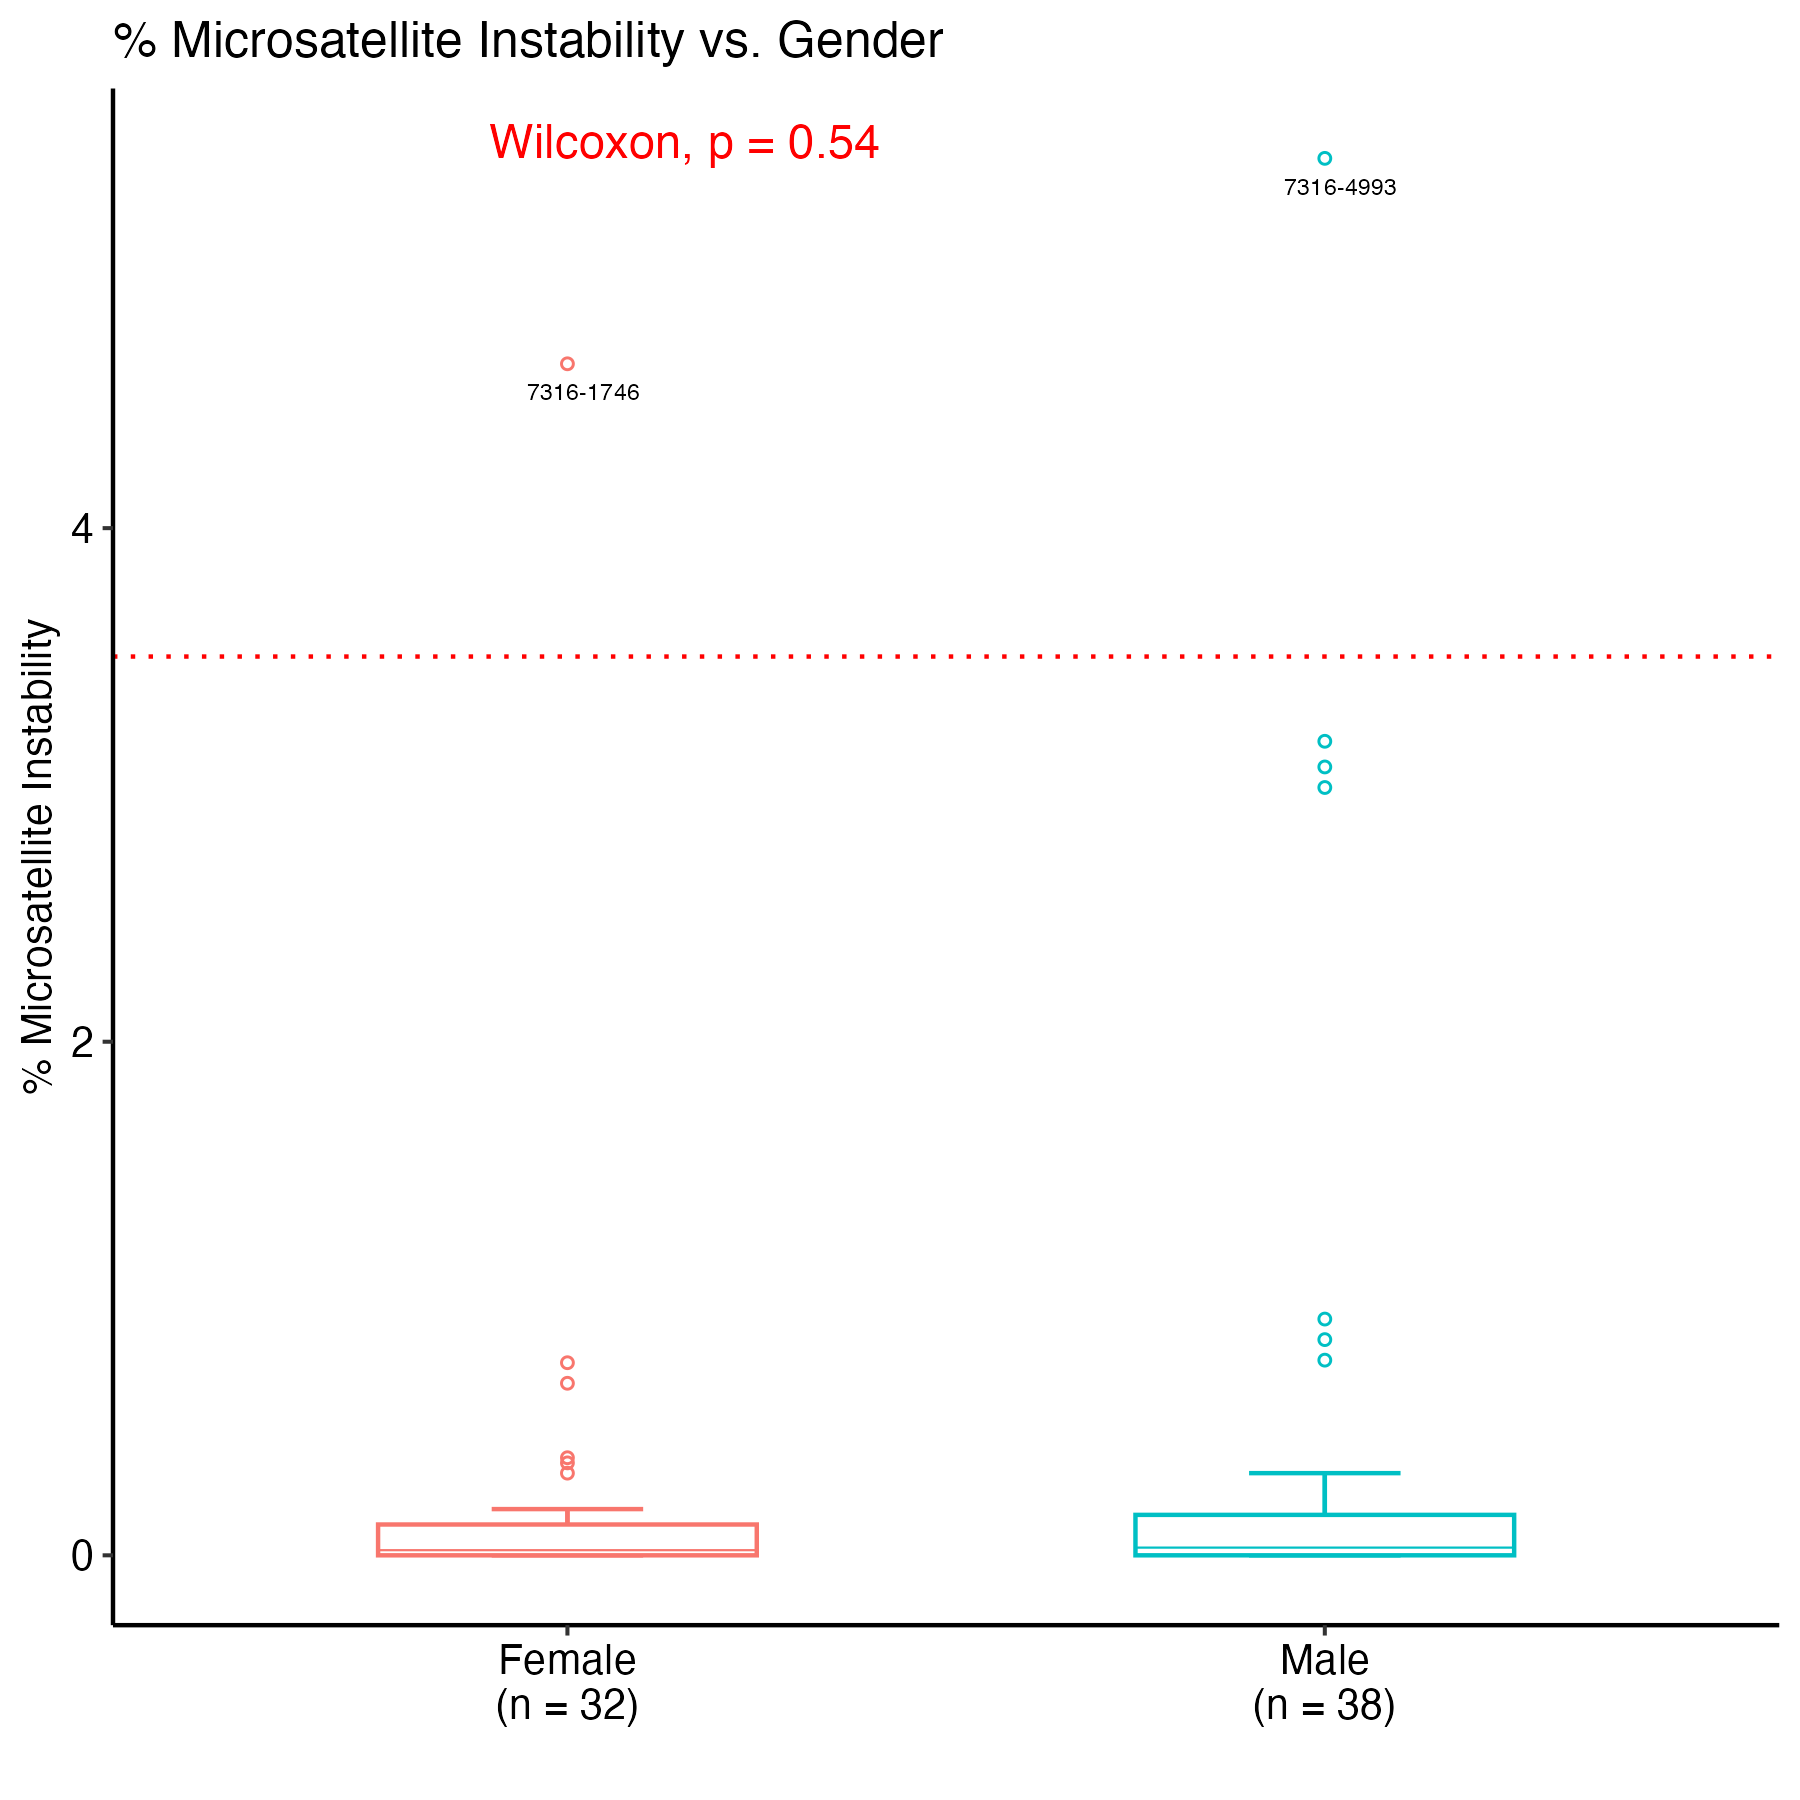 % Microsatellite Instability vs. Gender
Wilcoxon, p = 0.54
7316-4993
7316-1746
4
2
0
% Microsatellite Instability
Female
(n = 32)
Male
(n = 38)